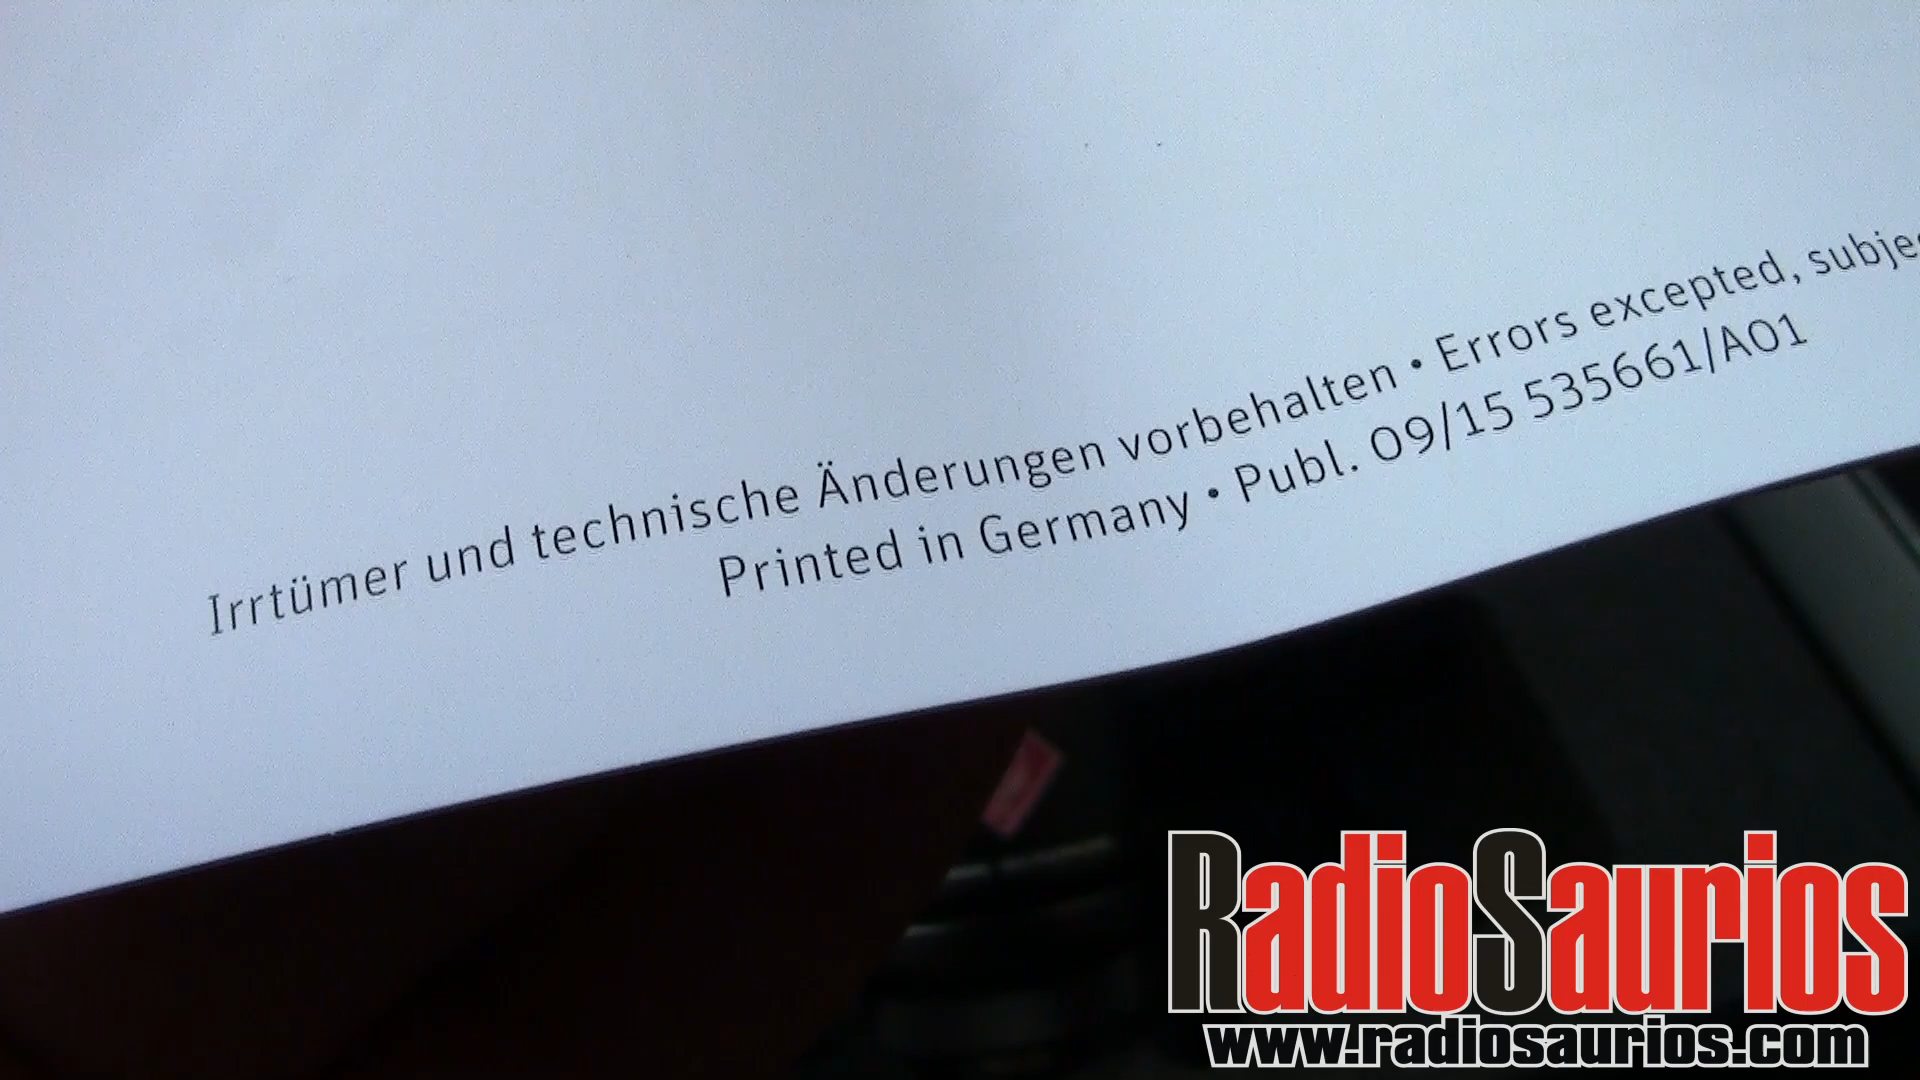 Irrtümer und technische Änderungen vorbehalten • Errors excepted,
Printed in Germany • Publ. 09/15 535661/A01
RadioSaurios
www.radiosaurios.com